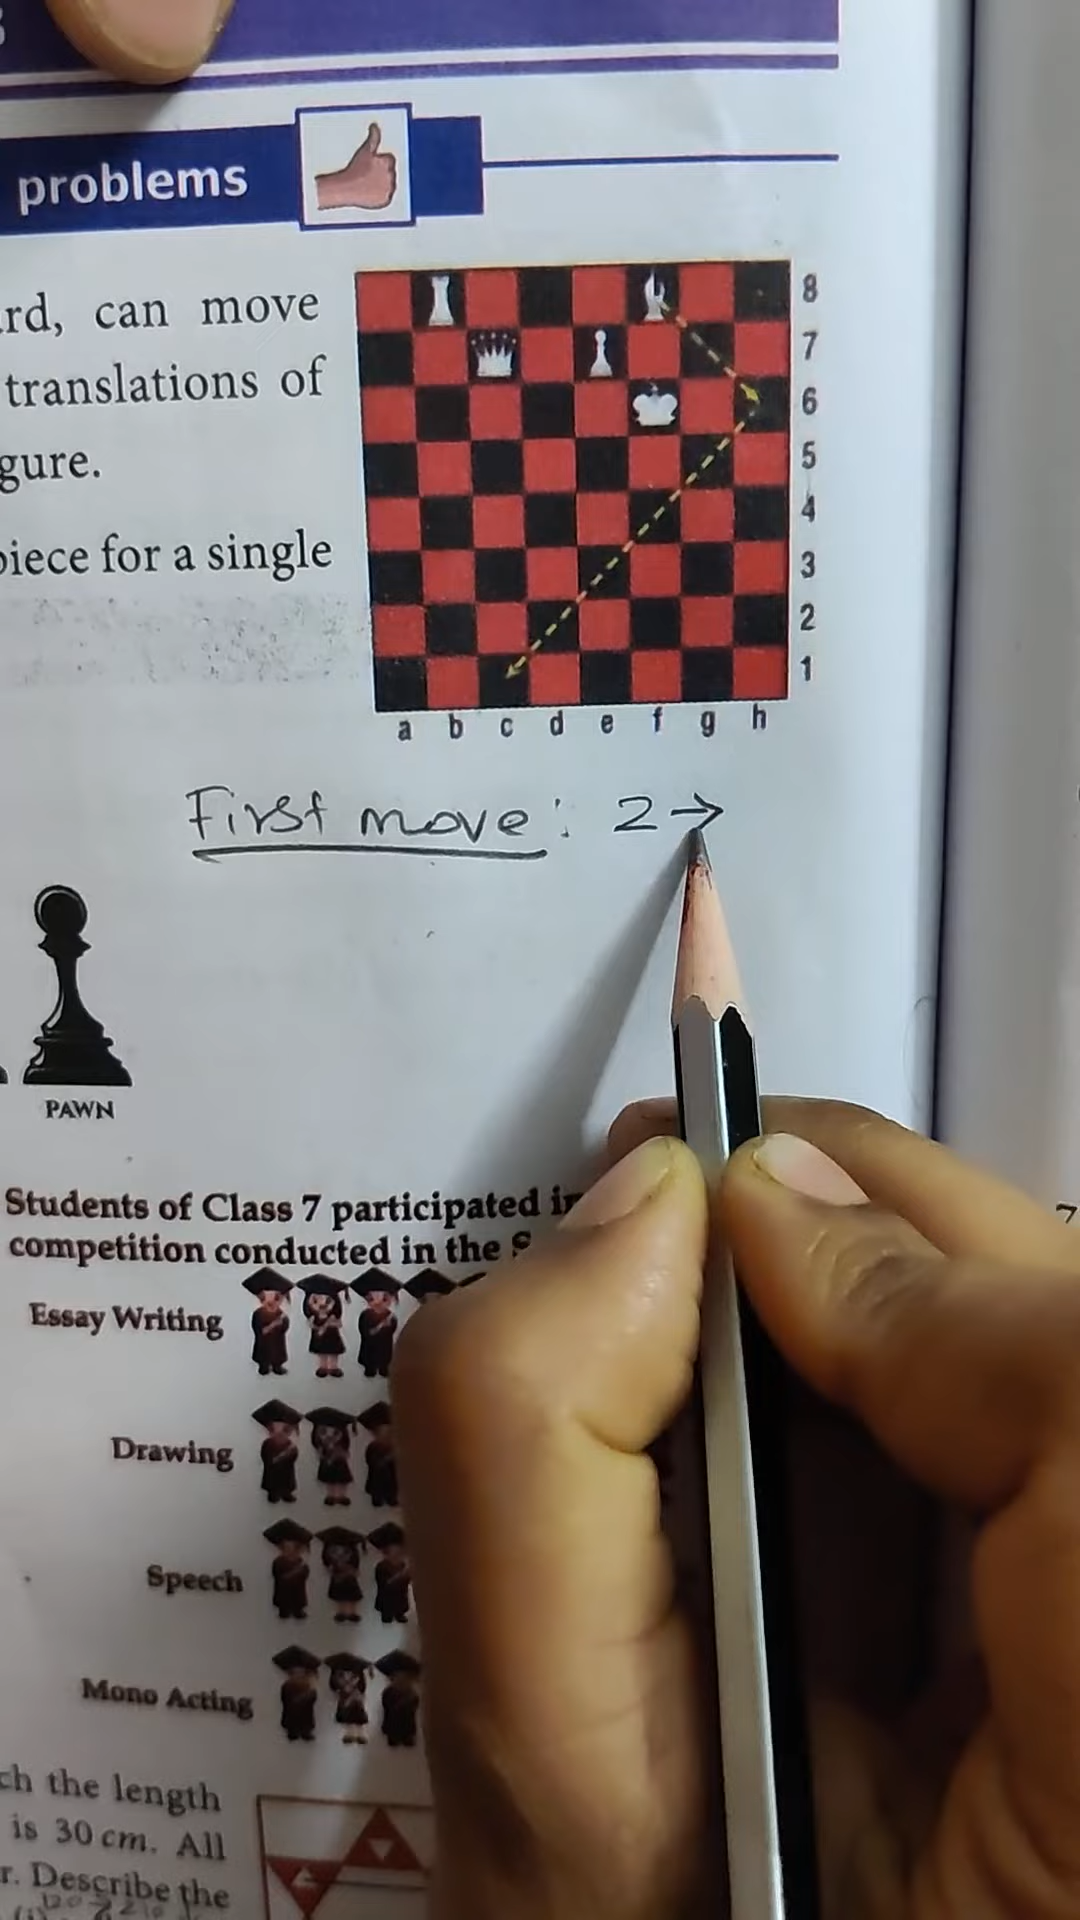 problems
rd, can move
translations of
gure.
piece for a single
8
7
6
5
4
3
2
1
a b c d e f g h
First move: 2→
PAWN
Students of Class 7 participated in
competition conducted in the S
Essay Writing
Drawing
Speech
Mono Acting
ch the length
is 30 cm. All
r. Describe the
7